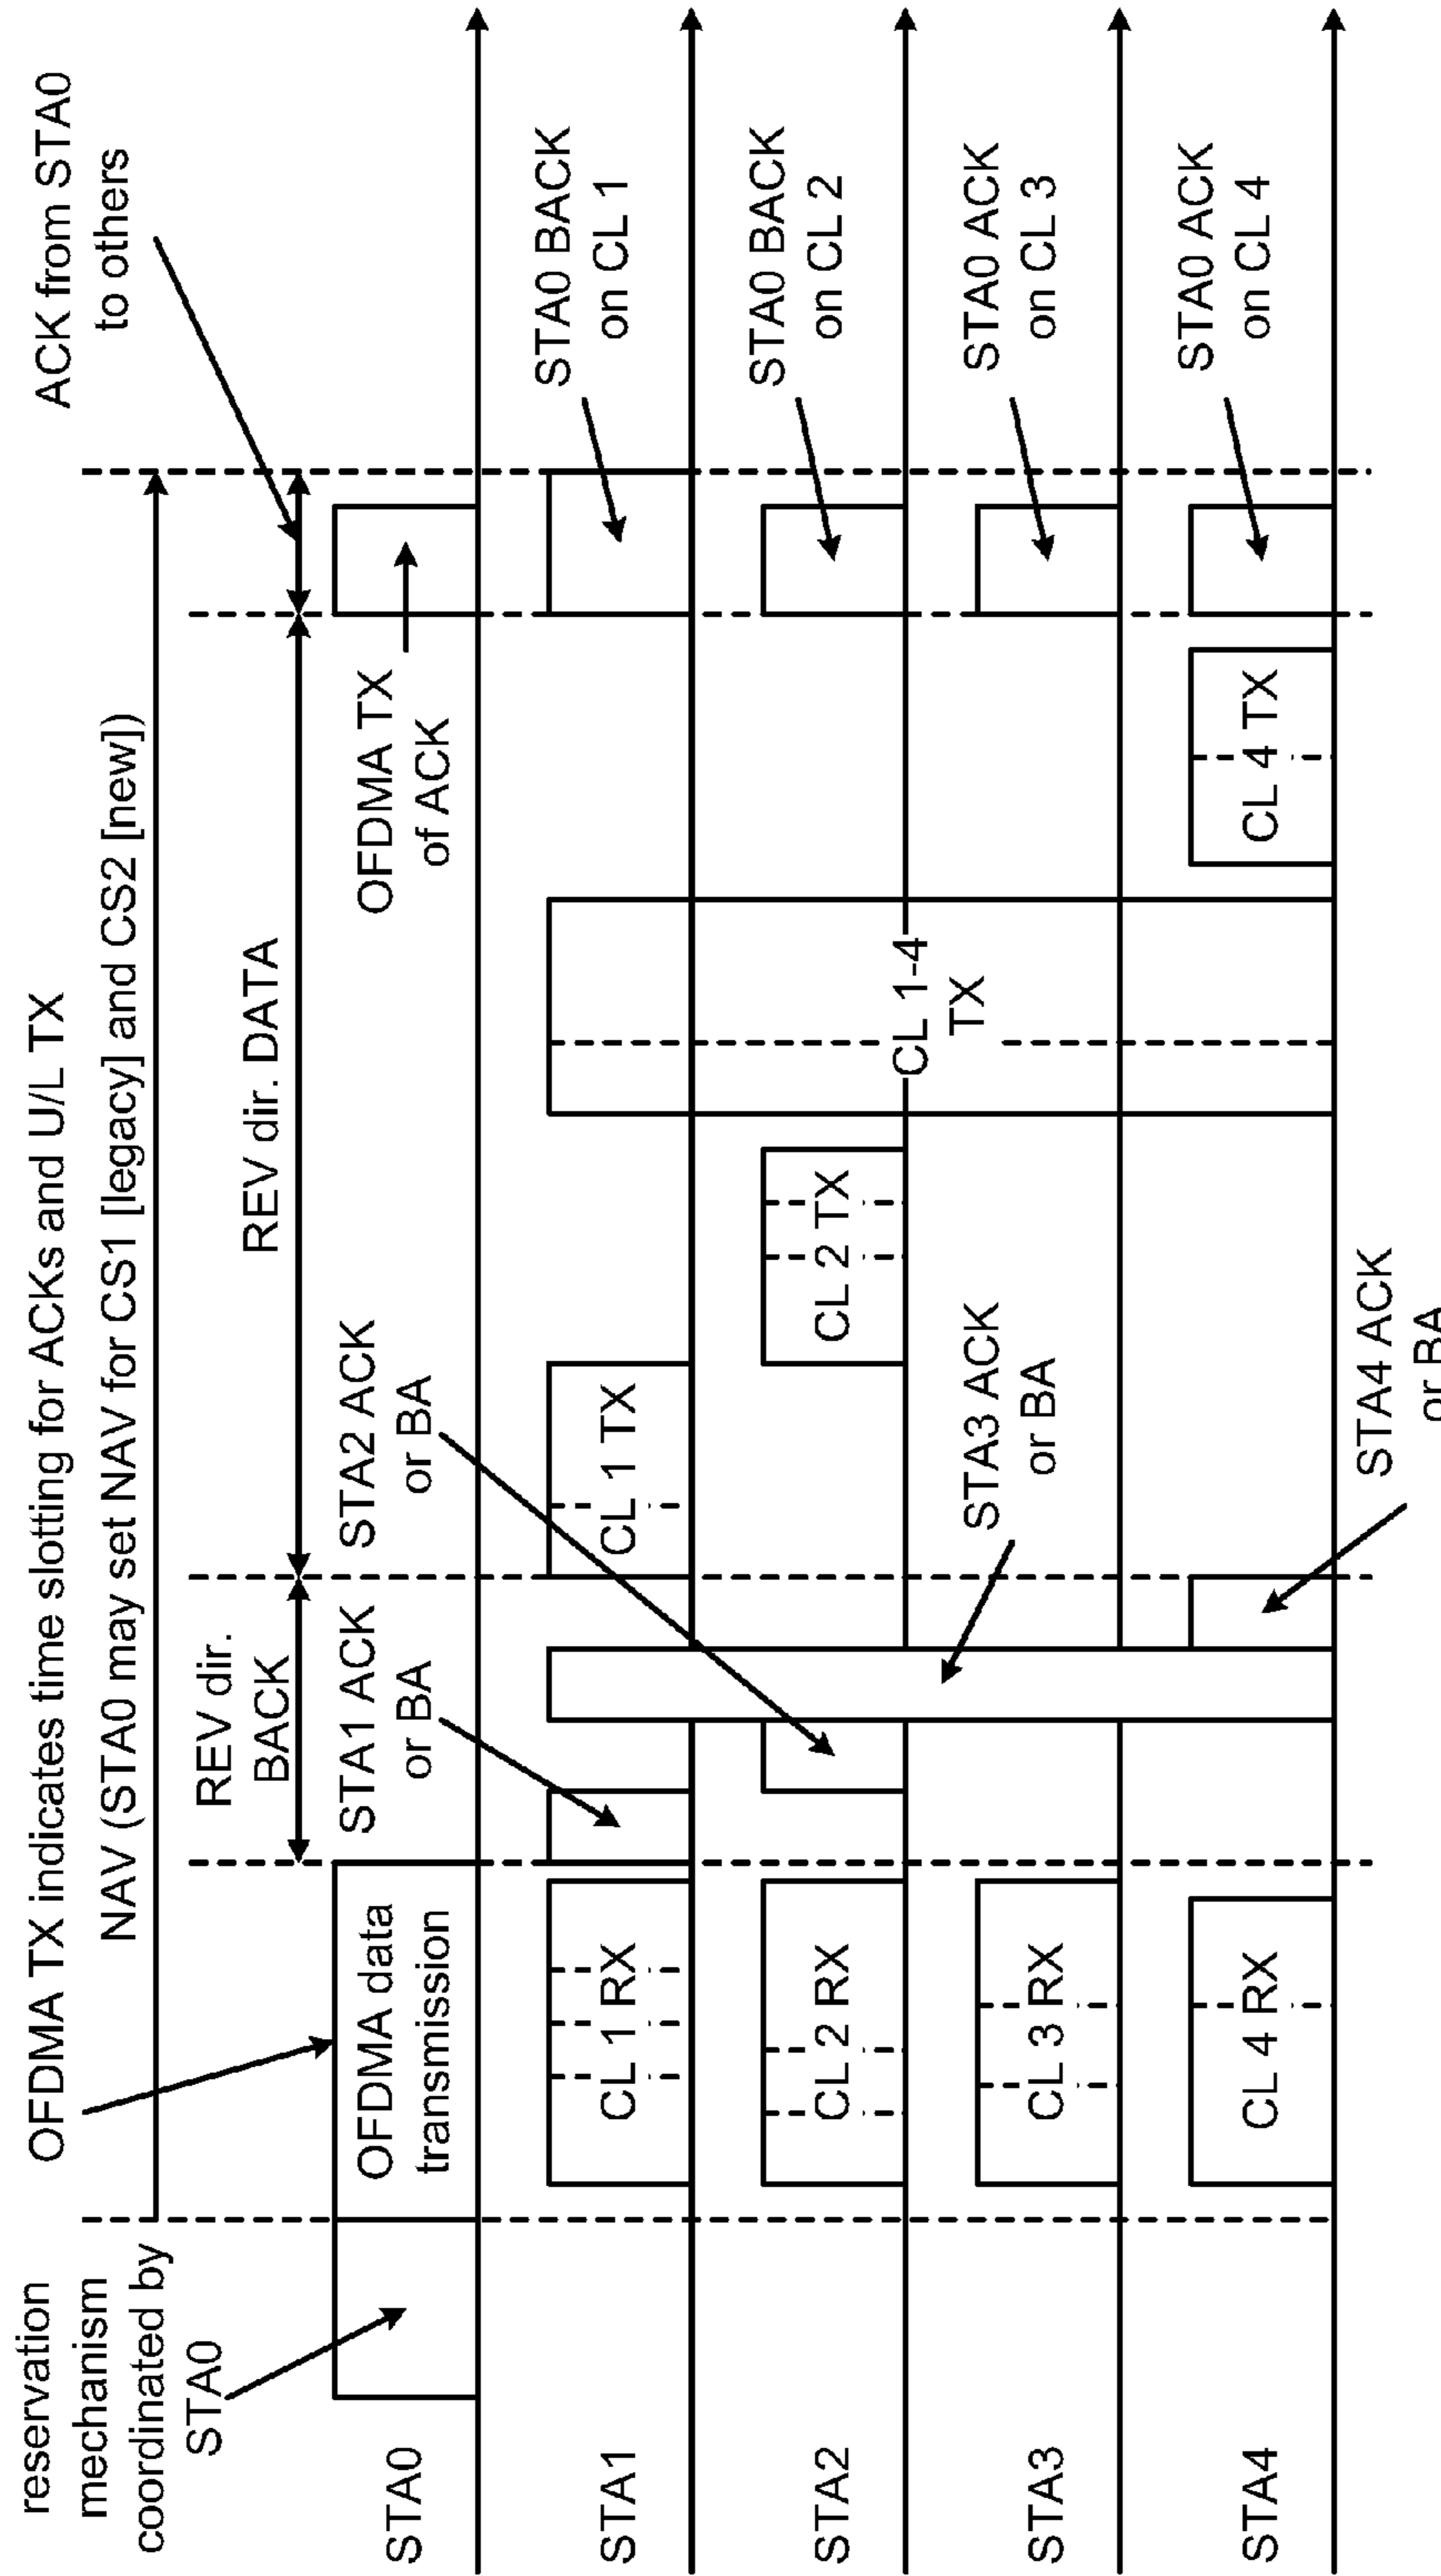 reservation
mechanism
coordinated by
STA0
OFDMA TX indicates time slotting for ACKs and U/L TX
NAV (STA0 may set NAV for CS1 [legacy] and CS2 [new])
ACK from STA0
to others
REV dir.
BACK
REV dir. DATA
STA0
OFDMA data
transmission
STA1 ACK
or BA
STA2 ACK
or BA
OFDMA TX
of ACK
STA1
CL 1 RX
CL 1 TX
STA0 BACK
on CL 1
STA2
CL 2 RX
CL 2 TX
CL 1-4
TX
STA0 BACK
on CL 2
STA3
CL 3 RX
STA3 ACK
or BA
STA0 ACK
on CL 3
STA4
CL 4 RX
CL 4 TX
STA0 ACK
on CL 4
STA4 ACK
or BA